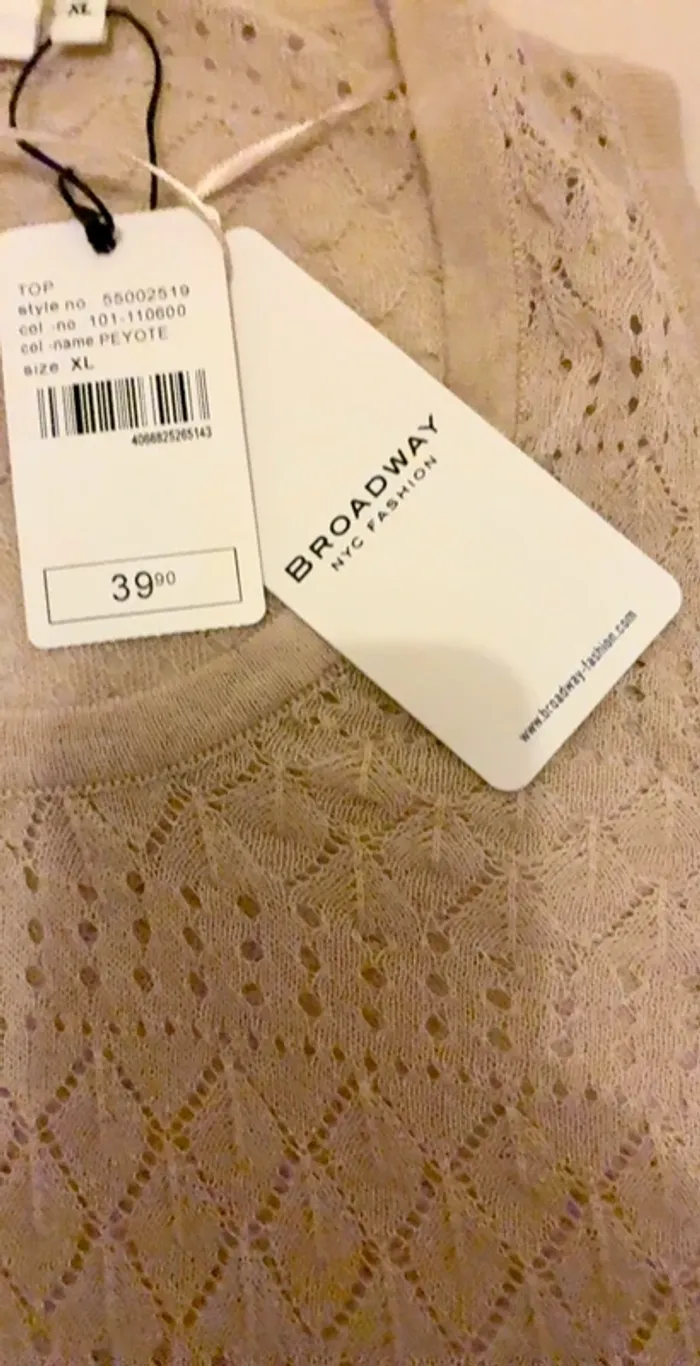 XL
TOP
style no 55002519
col -no 101-110600
col -name PEYOTE
size XL
4066825265143
39⁹⁰
BROADWAY
NYC FASHION
www.broadway-fashion.com